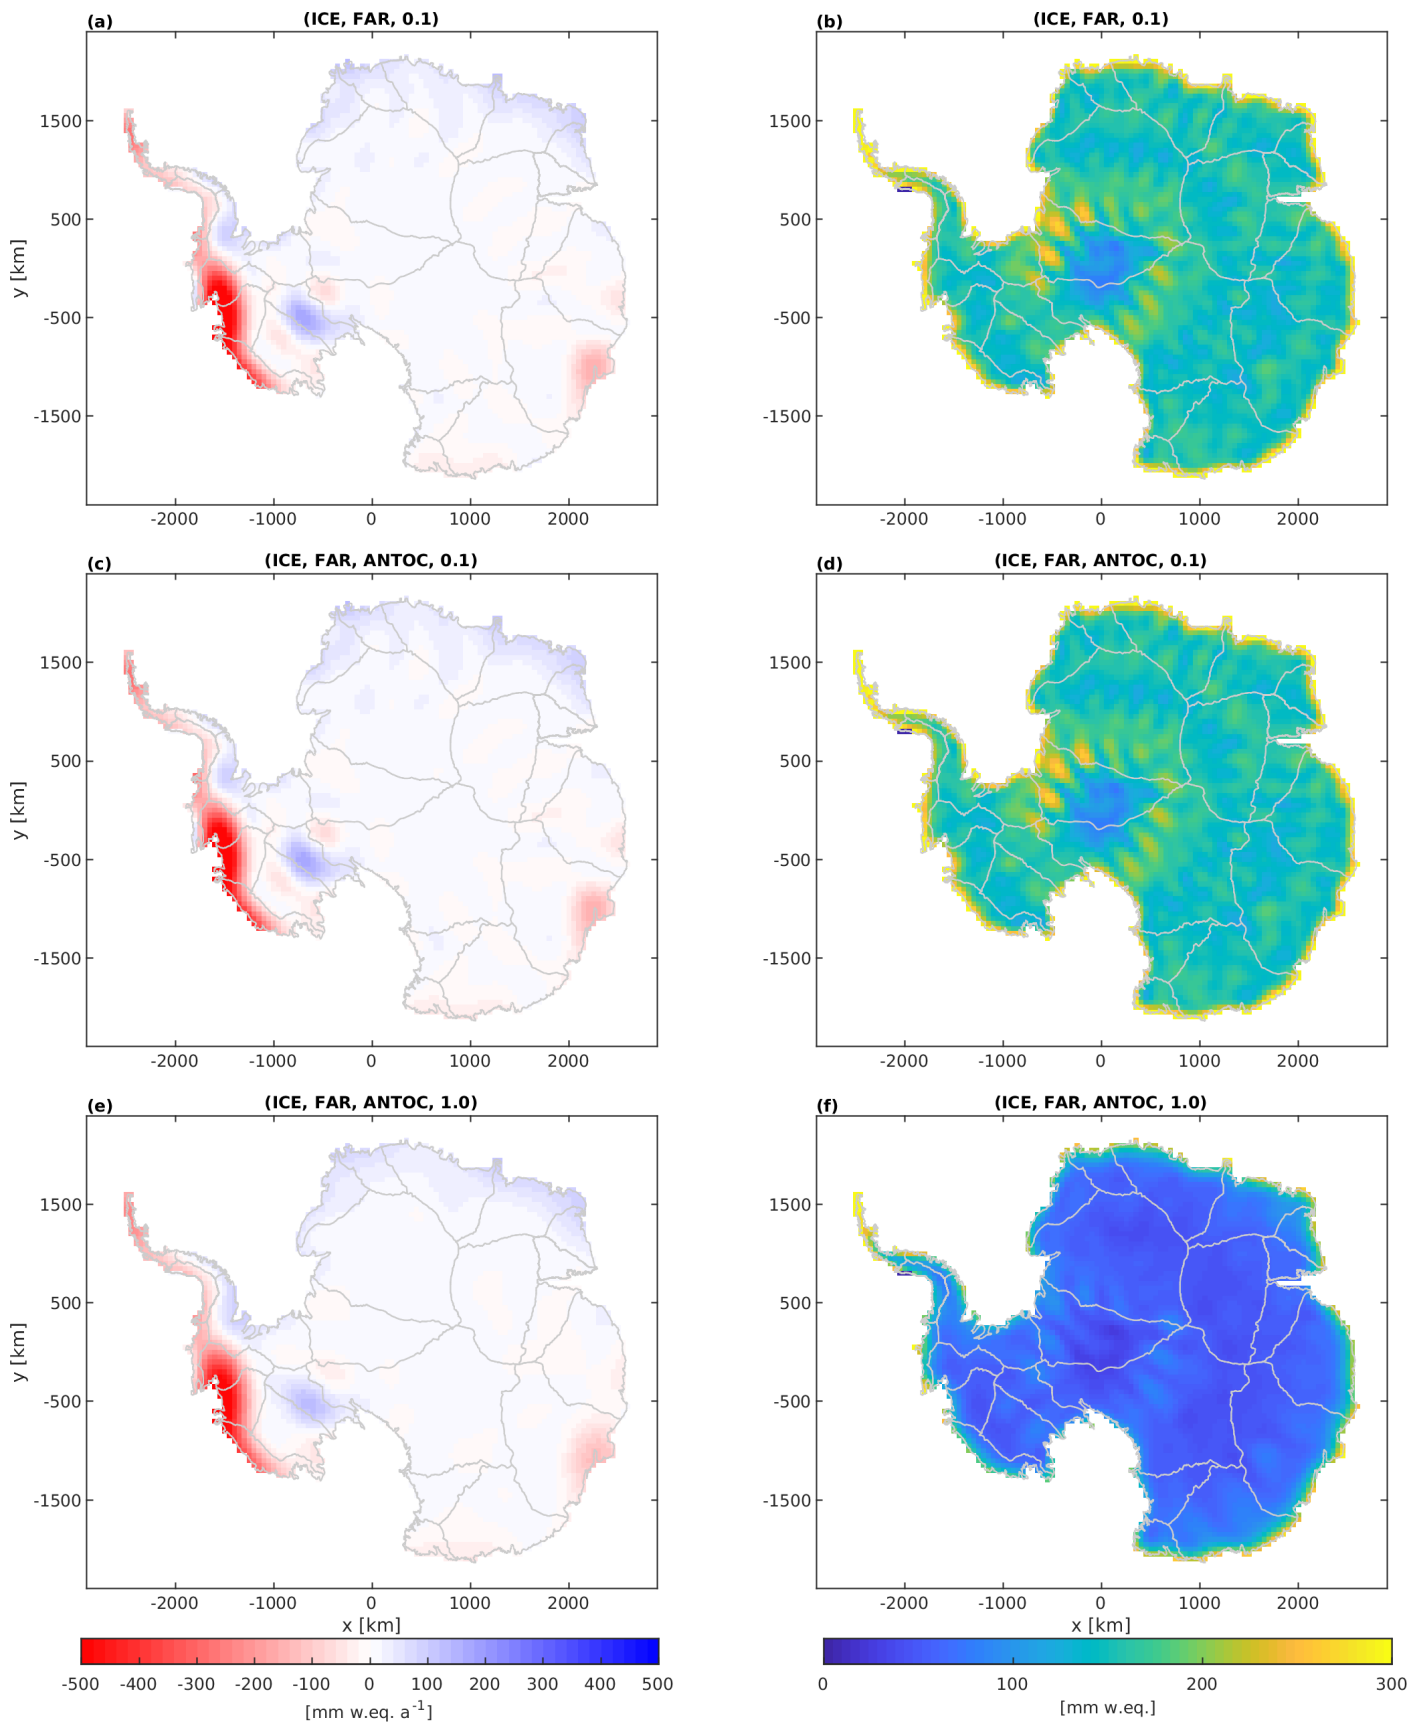 (a) (ICE, FAR, 0.1)
(b) (ICE, FAR, 0.1)
y [km]
1500
500
-500
-1500
-2000 -1000 0 1000 2000
1500
500
-500
-1500
-2000 -1000 0 1000 2000
(c) (ICE, FAR, ANTOC, 0.1)
(d) (ICE, FAR, ANTOC, 0.1)
y [km]
1500
500
-500
-1500
-2000 -1000 0 1000 2000
1500
500
-500
-1500
-2000 -1000 0 1000 2000
(e) (ICE, FAR, ANTOC, 1.0)
(f) (ICE, FAR, ANTOC, 1.0)
y [km]
1500
500
-500
-1500
-2000 -1000 0 1000 2000
x [km]
1500
500
-500
-1500
-2000 -1000 0 1000 2000
x [km]
-500 -400 -300 -200 -100 0 100 200 300 400 500
[mm w.eq. a⁻¹]
0 100 200 300
[mm w.eq.]